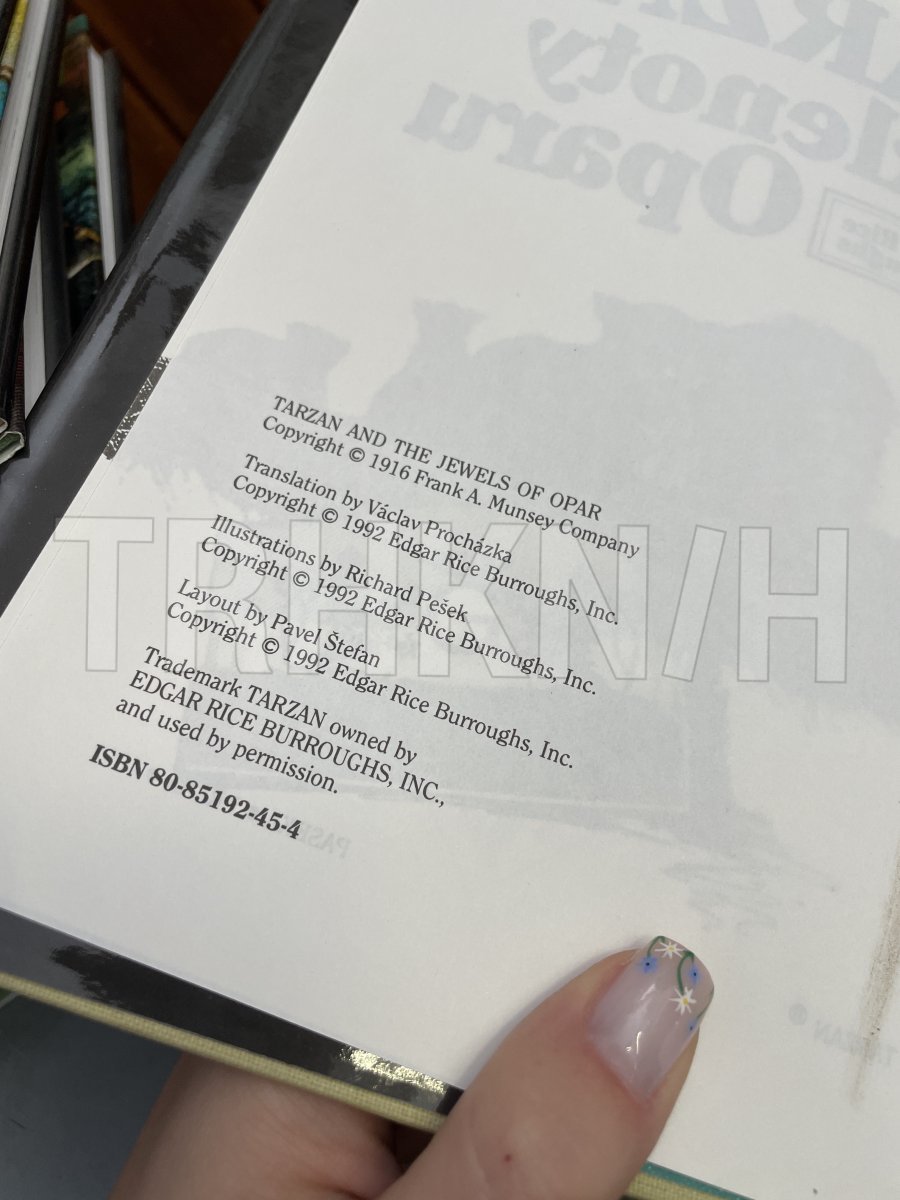 TARZAN AND THE JEWELS OF OPAR
Copyright © 1916 Frank A. Munsey Company
Translation by Václav Procházka
Copyright © 1992 Edgar Rice Burroughs, Inc.
Illustrations by Richard Pešek
Copyright © 1992 Edgar Rice Burroughs, Inc.
Layout by Pavel Štefan
Copyright © 1992 Edgar Rice Burroughs, Inc.
Trademark TARZAN owned by
EDGAR RICE BURROUGHS, INC.,
and used by permission.
ISBN 80-85192-45-4
TRHKNIH
Oparu